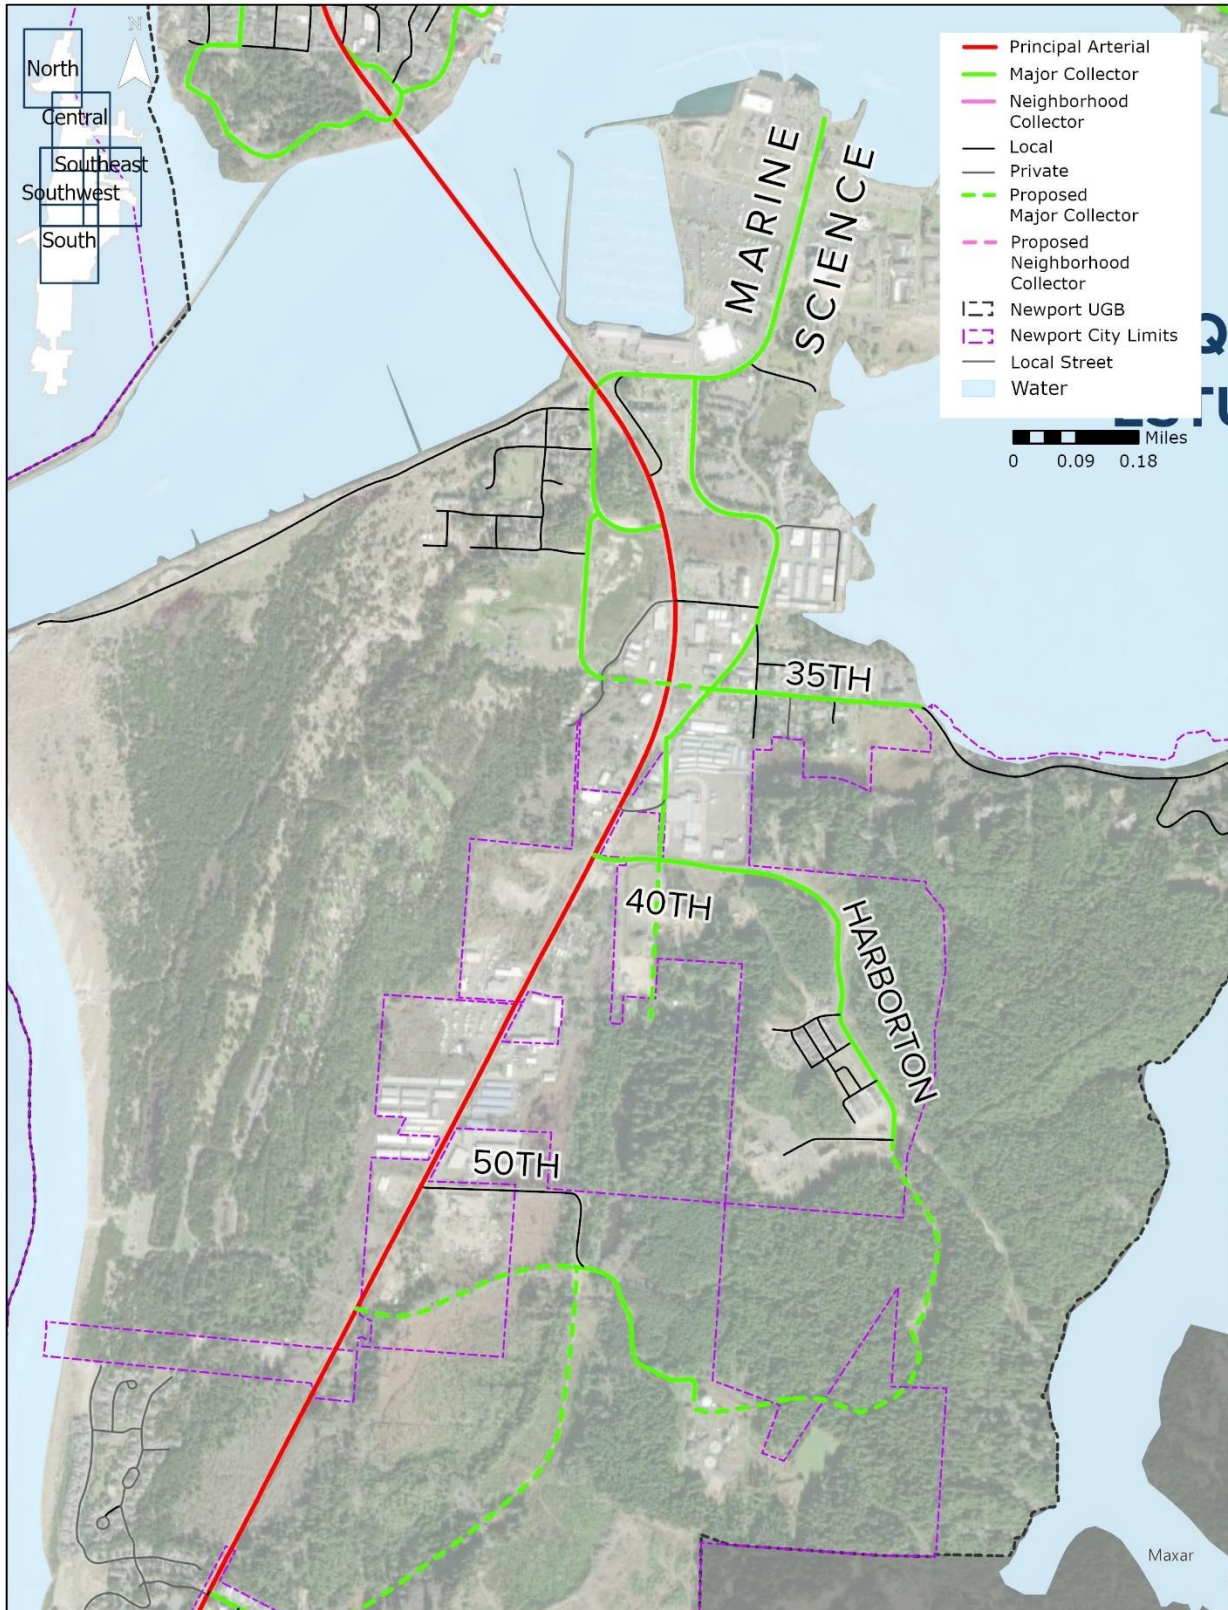 N
North
Central
Southeast
Southwest
South
Principal Arterial
Major Collector
Neighborhood
Collector
Local
Private
Proposed
Major Collector
Proposed
Neighborhood
Collector
Newport UGB
Newport City Limits
Local Street
Water
Miles
0 0.09 0.18
MARINE
SCIENCE
35TH
40TH
HARBORTON
50TH
Maxar